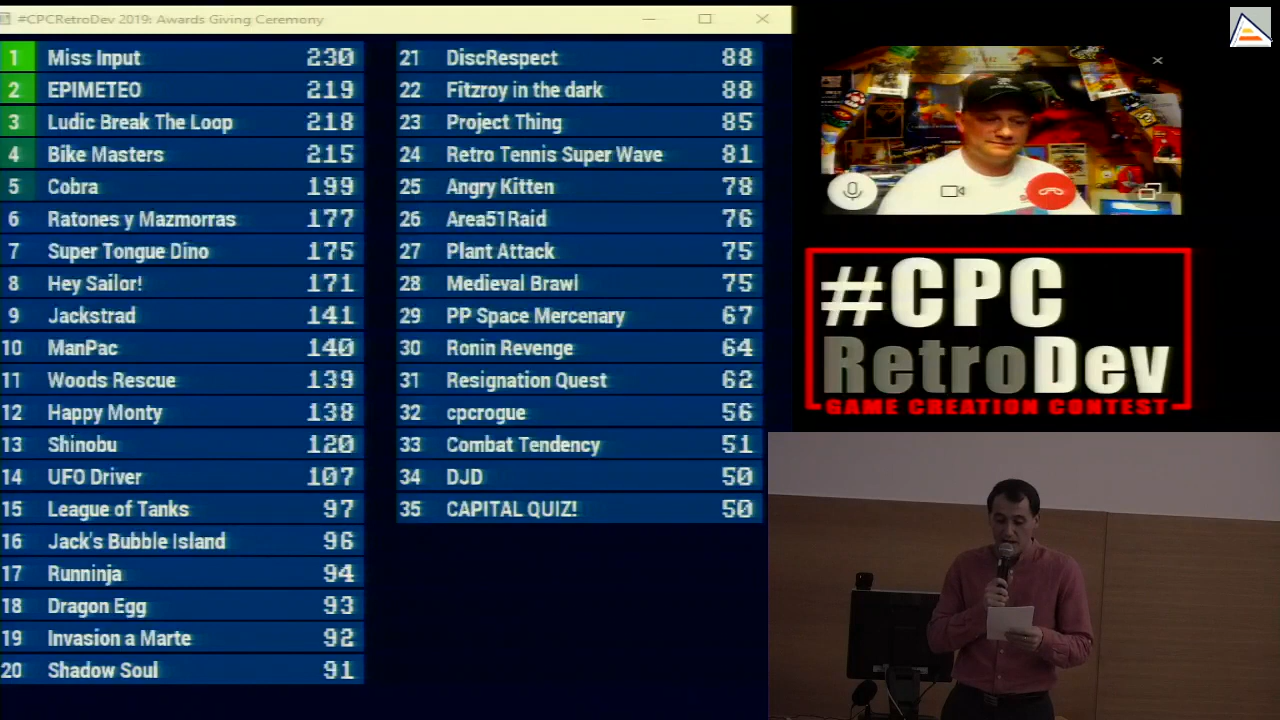 #CPCRetroDev 2019: Awards Giving Ceremony
1 Miss Input 230
2 EPIMETEO 219
3 Ludic Break The Loop 218
4 Bike Masters 215
5 Cobra 199
6 Ratones y Mazmorras 177
7 Super Tongue Dino 175
8 Hey Sailor! 171
9 Jackstrad 141
10 ManPac 140
11 Woods Rescue 139
12 Happy Monty 138
13 Shinobu 120
14 UFO Driver 107
15 League of Tanks 97
16 Jack's Bubble Island 96
17 Runninja 94
18 Dragon Egg 93
19 Invasion a Marte 92
20 Shadow Soul 91
21 DiscRespect 88
22 Fitzroy in the dark 88
23 Project Thing 85
24 Retro Tennis Super Wave 81
25 Angry Kitten 78
26 Area51Raid 76
27 Plant Attack 75
28 Medieval Brawl 75
29 PP Space Mercenary 67
30 Ronin Revenge 64
31 Resignation Quest 62
32 cpcrogue 56
33 Combat Tendency 51
34 DJD 50
35 CAPITAL QUIZ! 50
#CPC
RetroDev
GAME CREATION CONTEST